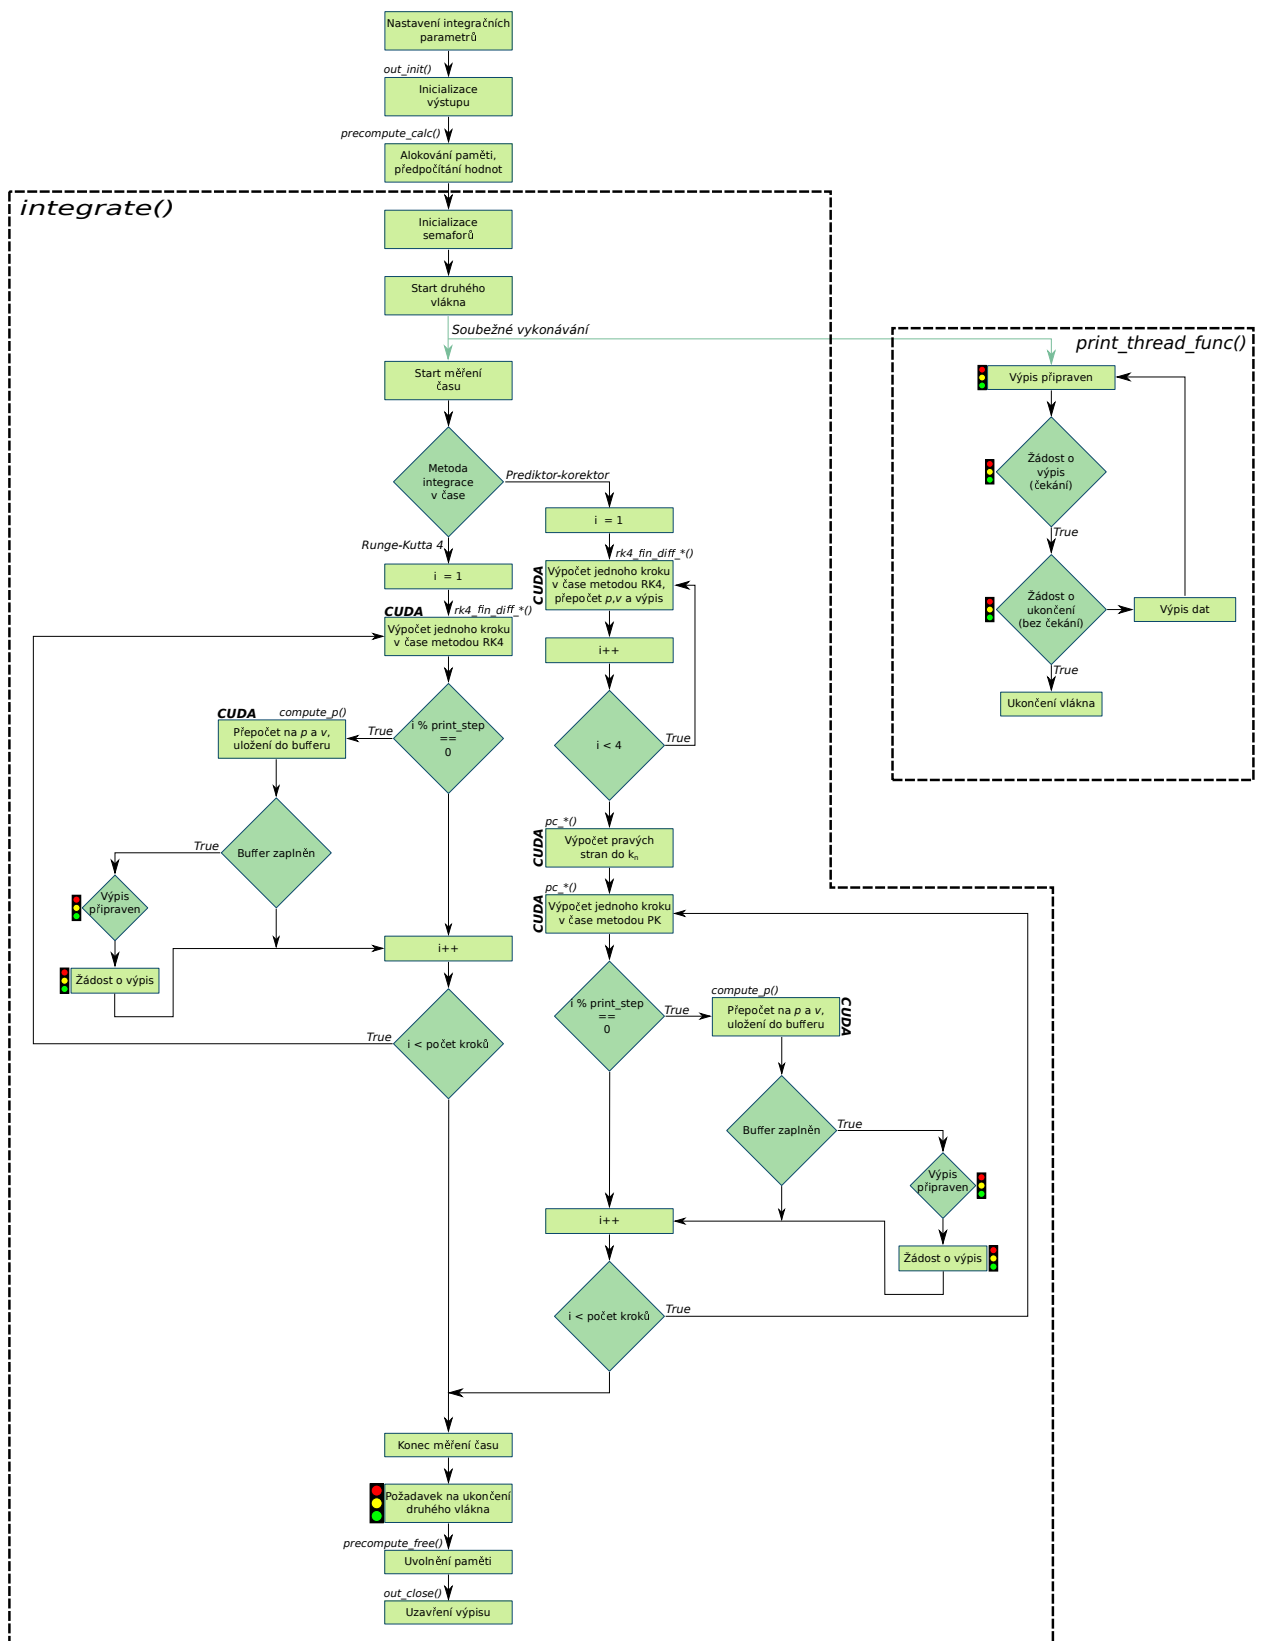 Nastavení integračních
parametrů
out_init()
Inicializace
výstupu
precompute_calc()
Alokování paměti,
předpočítání hodnot
integrate()
Inicializace
semaforů
Start druhého
vlákna
Soubežné vykonávání
Start měření
času
Metoda
integrace
v čase
Runge-Kutta 4
i = 1
CUDA
rk4_fin_diff_*()
Výpočet jednoho kroku
v čase metodou RK4
i % print_step
==
0
True
CUDA
compute_p()
Přepočet na p a v,
uložení do bufferu
Buffer zaplněn
True
Výpis
připraven
Žádost o výpis
i++
i < počet kroků
True
Prediktor-korektor
i = 1
rk4_fin_diff_*()
CUDA
Výpočet jednoho kroku
v čase metodou RK4,
přepočet p,v a výpis
i++
i < 4
True
pc_*()
CUDA
Výpočet pravých
stran do kn
pc_*()
CUDA
Výpočet jednoho kroku
v čase metodou PK
i % print_step
==
0
True
compute_p()
CUDA
Přepočet na p a v,
uložení do bufferu
Buffer zaplněn
True
Výpis
připraven
Žádost o výpis
i++
i < počet kroků
True
Konec měření času
Požadavek na ukončení
druhého vlákna
precompute_free()
Uvolnění paměti
out_close()
Uzavření výpisu
print_thread_func()
Výpis připraven
Žádost o
výpis
(čekání)
True
Žádost o
ukončení
(bez čekání)
Výpis dat
True
Ukončení vlákna